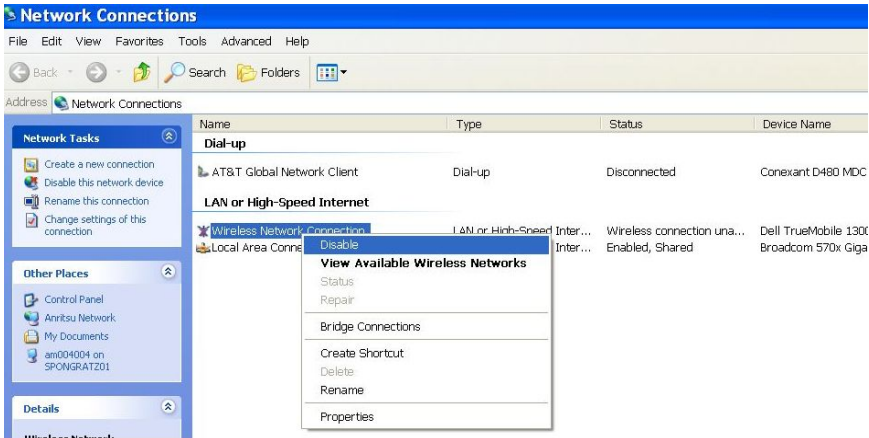 Network Connections
File Edit View Favorites Tools Advanced Help
Back Search Folders
Address Network Connections
Network Tasks
Create a new connection
Disable this network device
Rename this connection
Change settings of this
connection
Other Places
Control Panel
Anritsu Network
My Documents
am004004 on
SPONGRATZ01
Details
Name Type Status Device Name
Dial-up
AT&T Global Network Client Dial-up Disconnected Conexant D480 MDC
LAN or High-Speed Internet
Wireless Network Connection LAN or High-Speed Inter... Wireless connection una... Dell TrueMobile 1300
Local Area Conne Inter... Enabled, Shared Broadcom 570x Giga
Disable
View Available Wireless Networks
Status
Repair
Bridge Connections
Create Shortcut
Delete
Rename
Properties